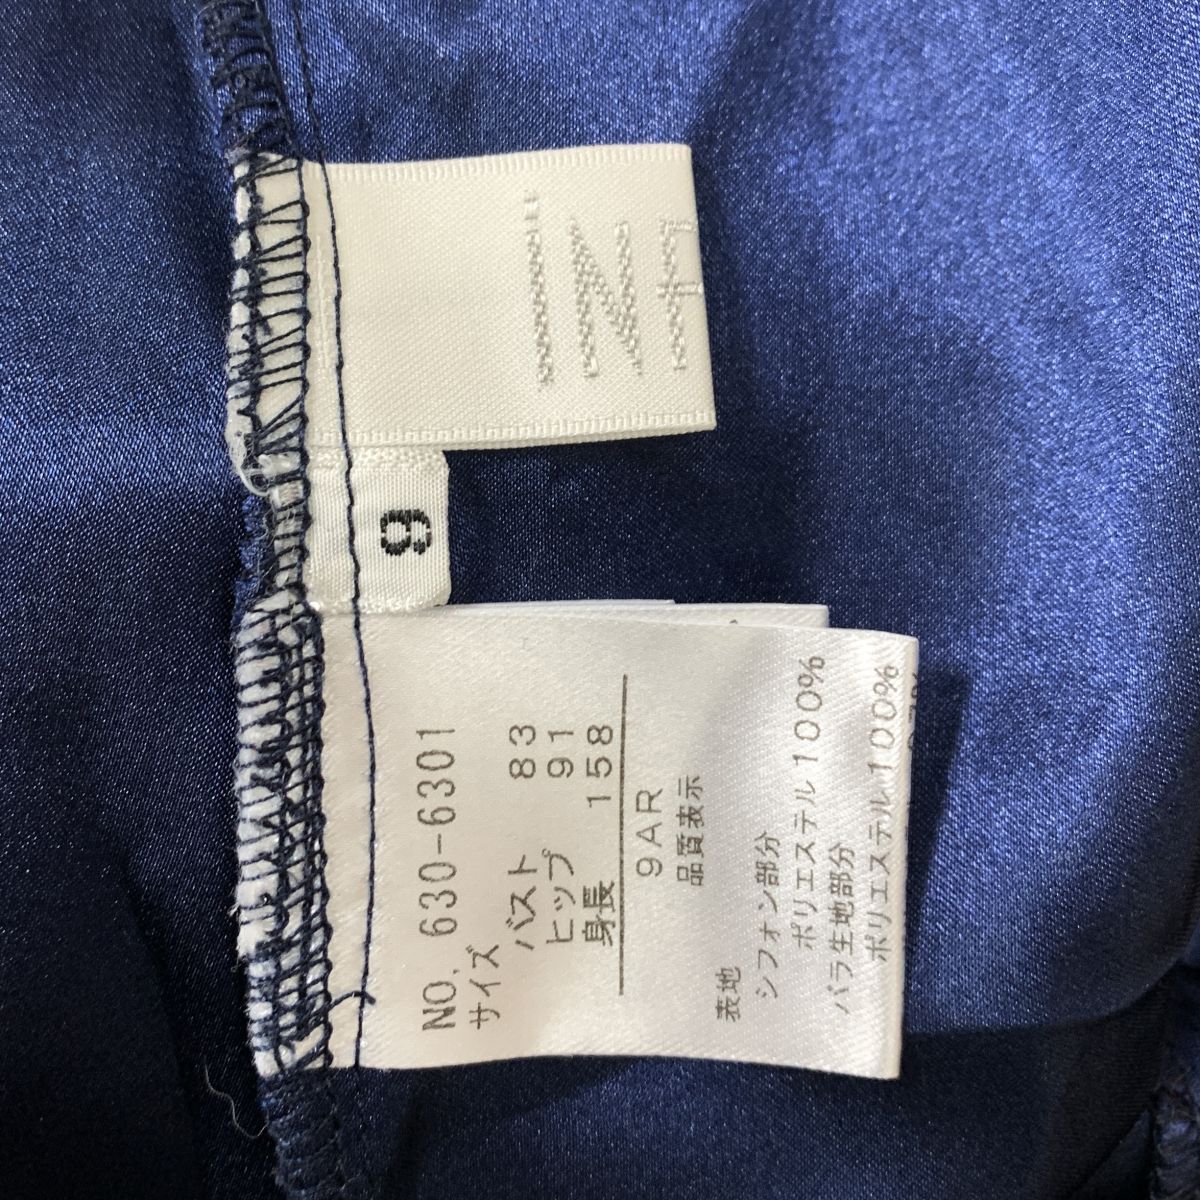 INF
9
NO. 630-6301
サイズ
バスト 83
ヒップ 91
身長 158
9AR
品質表示
表地
シフォン部分
ポリエステル 100%
バラ生地部分
ポリエステル 100%